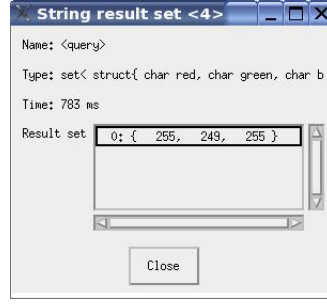 String result set <4>
Name: <query>
Type: set< struct{ char red, char green, char b
Time: 783 ms
Result set
0: { 255, 249, 255 }
Close